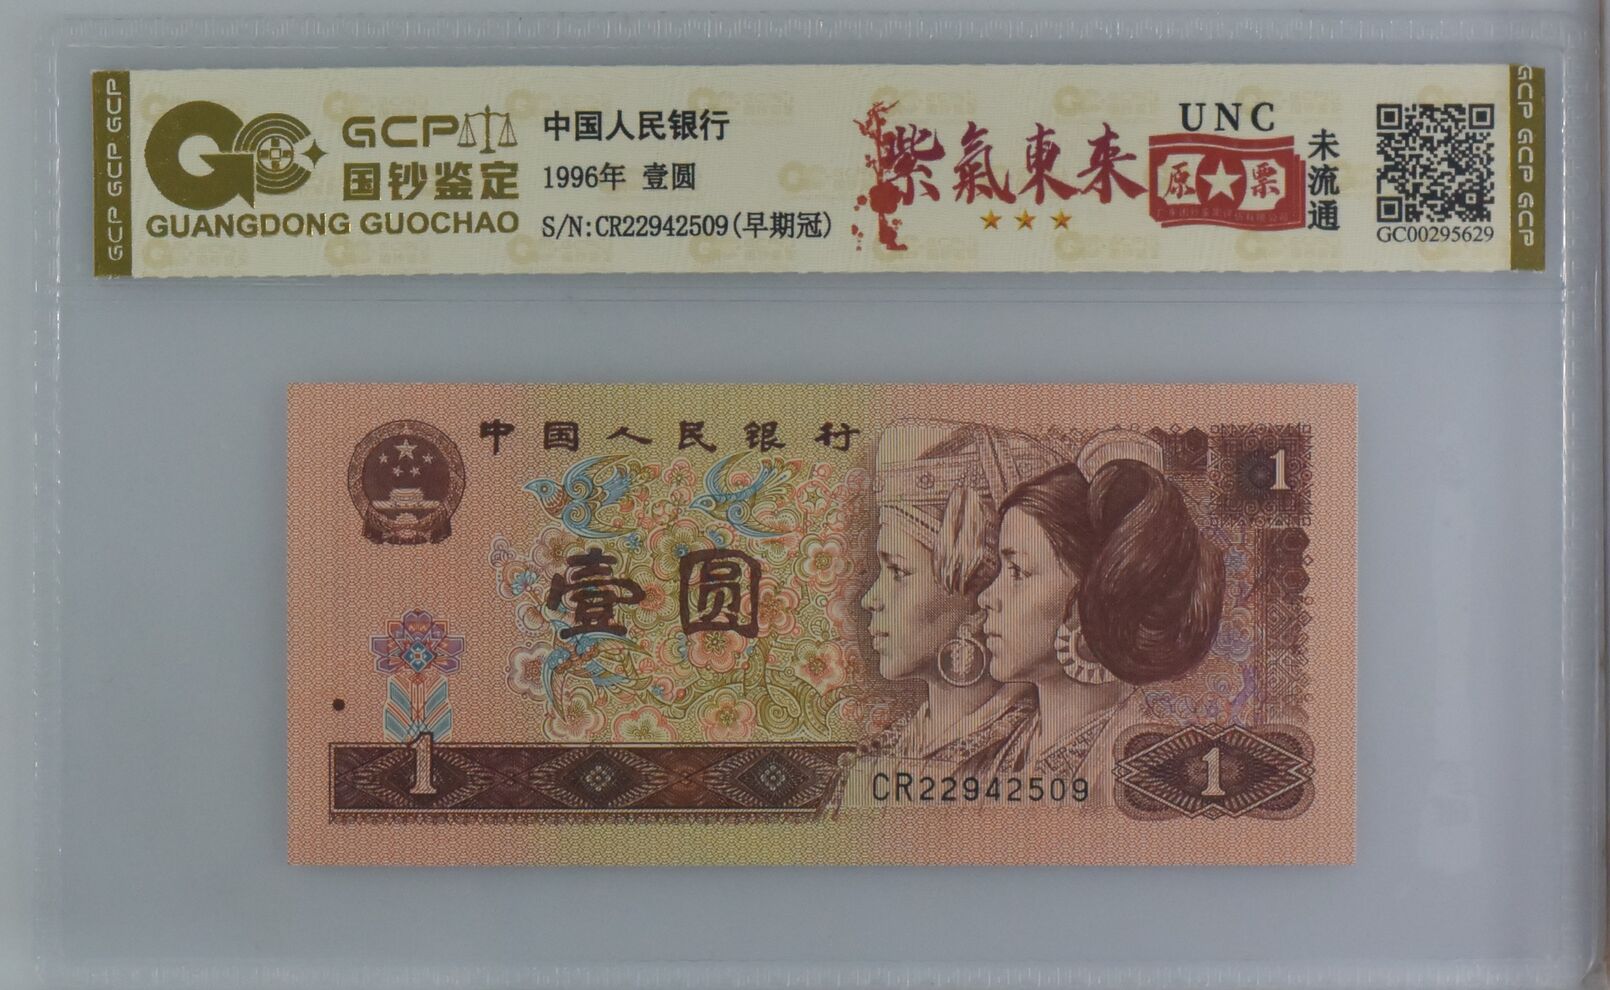 GCP GCP GCP
GCP
国钞鉴定
GUANGDONG GUOCHAO
中国人民银行
1996年 壹圆
S/N:CR22942509(早期冠)
紫氣東来
UNC
原票
未流通
GC00295629
GCP GCP GCP
中国人民银行
1
壹圆
1
CR22942509
1